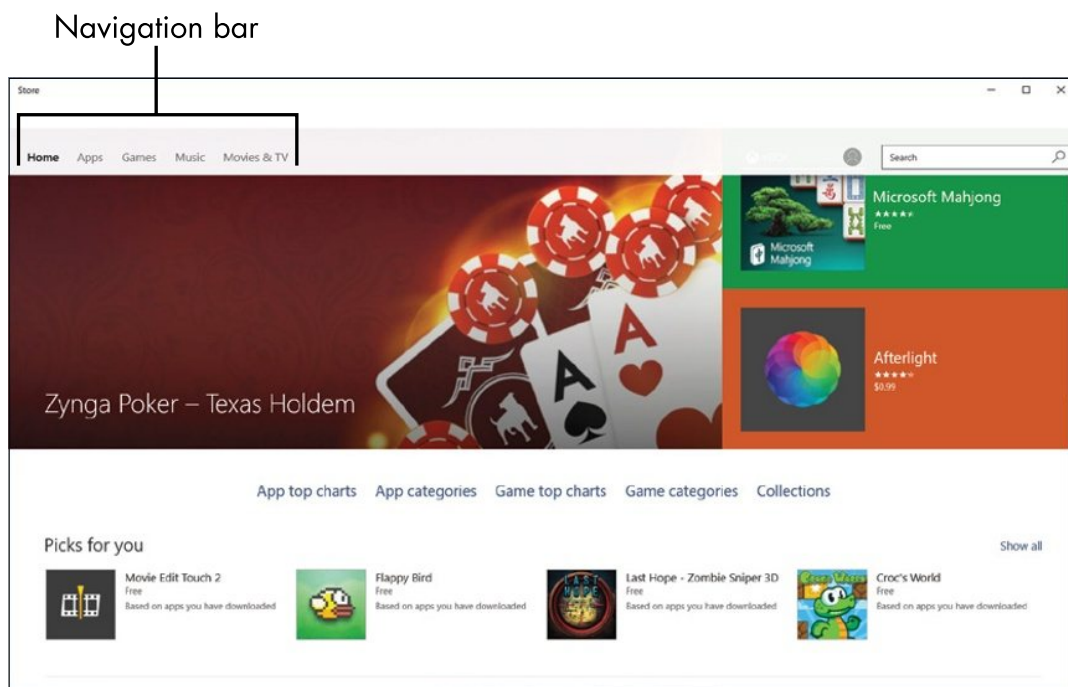 Navigation bar
Store
Home Apps Games Music Movies & TV
Search
Microsoft Mahjong
Free
Microsoft
Mahjong
A
A
A
Afterlight
$0.99
Zynga Poker – Texas Holdem
App top charts App categories Game top charts Game categories Collections
Picks for you
Show all
Movie Edit Touch 2
Free
Based on apps you have downloaded
Flappy Bird
Free
Based on apps you have downloaded
LAST
HOPE
Last Hope - Zombie Sniper 3D
Free
Based on apps you have downloaded
Croc's World
Croc's World
Free
Based on apps you have downloaded